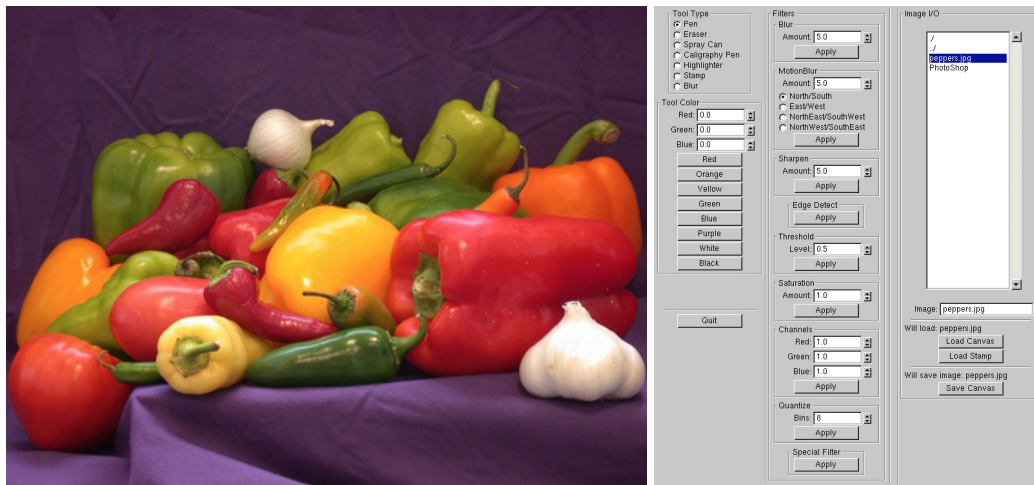 Tool Type
Pen
Eraser
Spray Can
Caligraphy Pen
Highlighter
Stamp
Blur
Tool Color
Red: 0.0
Green: 0.0
Blue: 0.0
Red
Orange
Yellow
Green
Blue
Purple
White
Black
Quit
Filters
Blur
Amount: 5.0
Apply
MotionBlur
Amount: 5.0
North/South
East/West
NorthEast/SouthWest
NorthWest/SouthEast
Apply
Sharpen
Amount: 5.0
Apply
Edge Detect
Apply
Threshold
Level: 0.5
Apply
Saturation
Amount: 1.0
Apply
Channels
Red: 1.0
Green: 1.0
Blue: 1.0
Apply
Quantize
Bins: 8
Apply
Special Filter
Apply
Image I/O
./
../
peppers.jpg
PhotoShop
Image: peppers.jpg
Will load: peppers.jpg
Load Canvas
Load Stamp
Will save image: peppers.jpg
Save Canvas